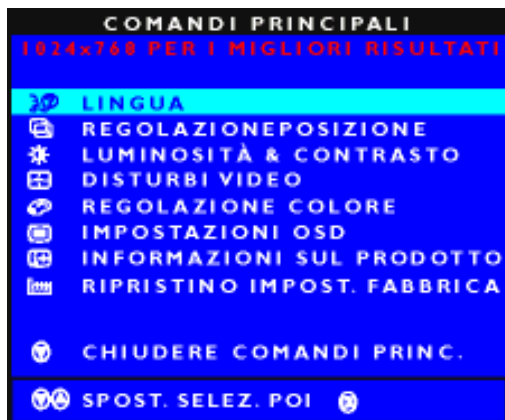 COMANDI PRINCIPALI
1024x768 PER I MIGLIORI RISULTATI
LINGUA
REGOLAZIONEPOSIZIONE
LUMINOSITÀ & CONTRASTO
DISTURBI VIDEO
REGOLAZIONE COLORE
IMPOSTAZIONI OSD
INFORMAZIONI SUL PRODOTTO
RIPRISTINO IMPOST. FABBRICA
CHIUDERE COMANDI PRINC.
SPOST. SELEZ. POI